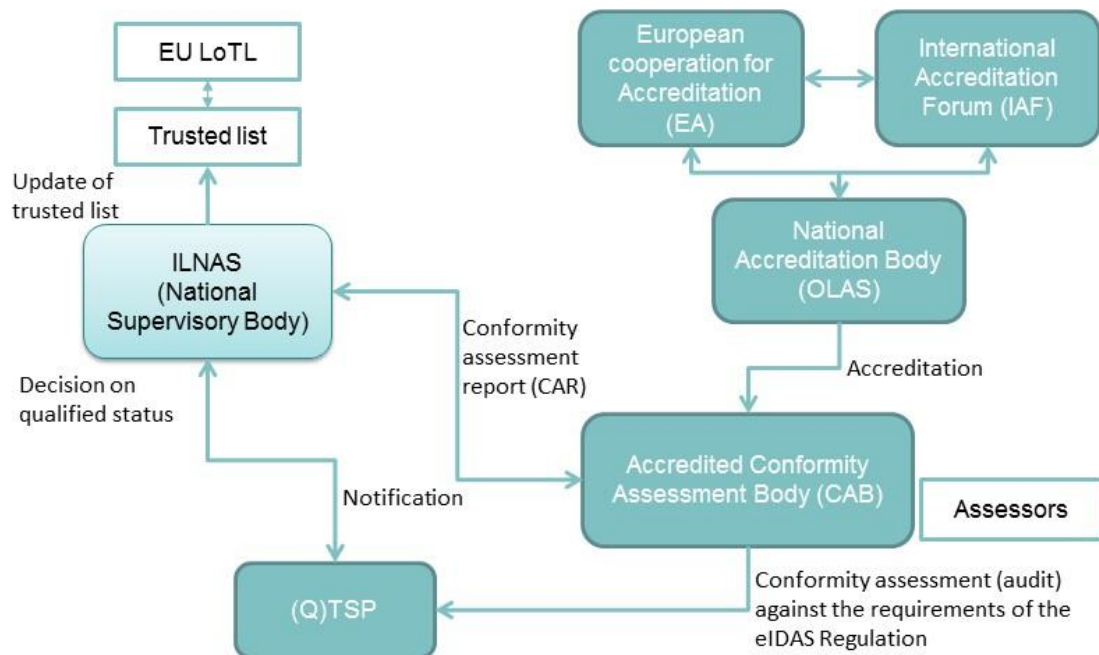 EU LoTL
Trusted list
Update of
trusted list
ILNAS
(National
Supervisory Body)
Decision on
qualified status
Notification
(Q)TSP
Conformity
assessment
report (CAR)
European
cooperation for
Accreditation
(EA)
International
Accreditation
Forum (IAF)
National
Accreditation Body
(OLAS)
Accreditation
Accredited Conformity
Assessment Body (CAB)
Assessors
Conformity assessment (audit)
against the requirements of the
eIDAS Regulation